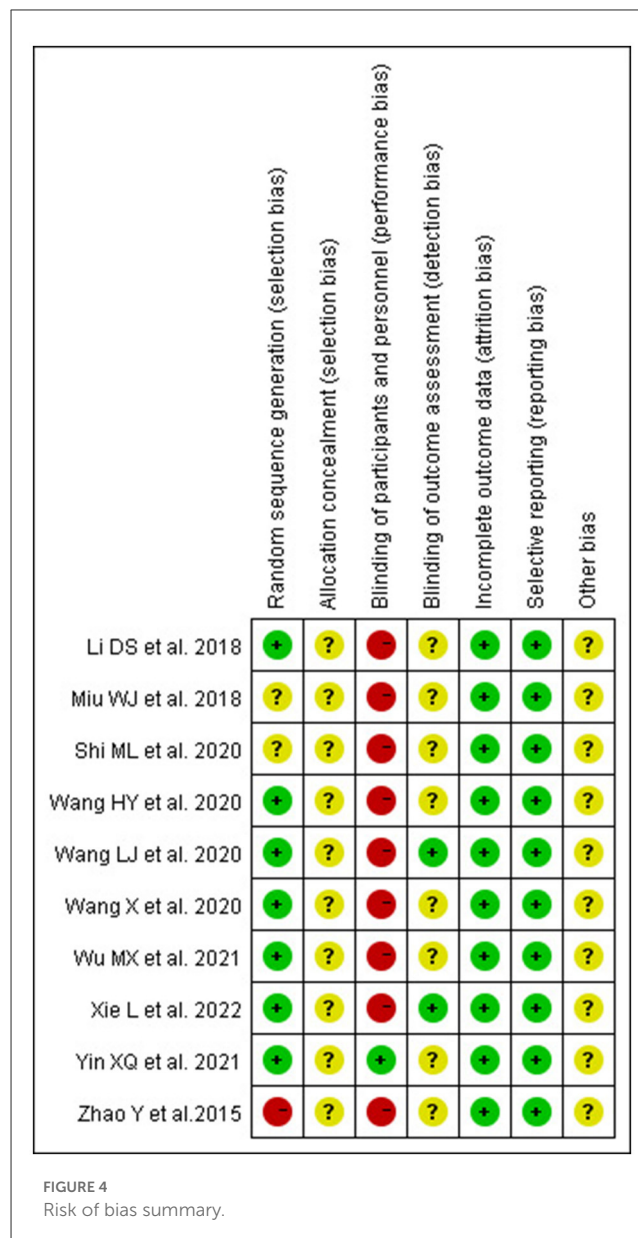 Random sequence generation (selection bias)
Allocation concealment (selection bias)
Blinding of participants and personnel (performance bias)
Blinding of outcome assessment (detection bias)
Incomplete outcome data (attrition bias)
Selective reporting (reporting bias)
Other bias
Li DS et al. 2018 + ? - ? + + ?
Miu WJ et al. 2018 ? ? - ? + + ?
Shi ML et al. 2020 ? ? - ? + + ?
Wang HY et al. 2020 + ? - ? + + ?
Wang LJ et al. 2020 + ? - + + + ?
Wang X et al. 2020 + ? - ? + + ?
Wu MX et al. 2021 + ? - ? + + ?
Xie L et al. 2022 + ? - + + + ?
Yin XQ et al. 2021 + ? + ? + + ?
Zhao Y et al.2015 - ? - ? + + ?
FIGURE 4
Risk of bias summary.